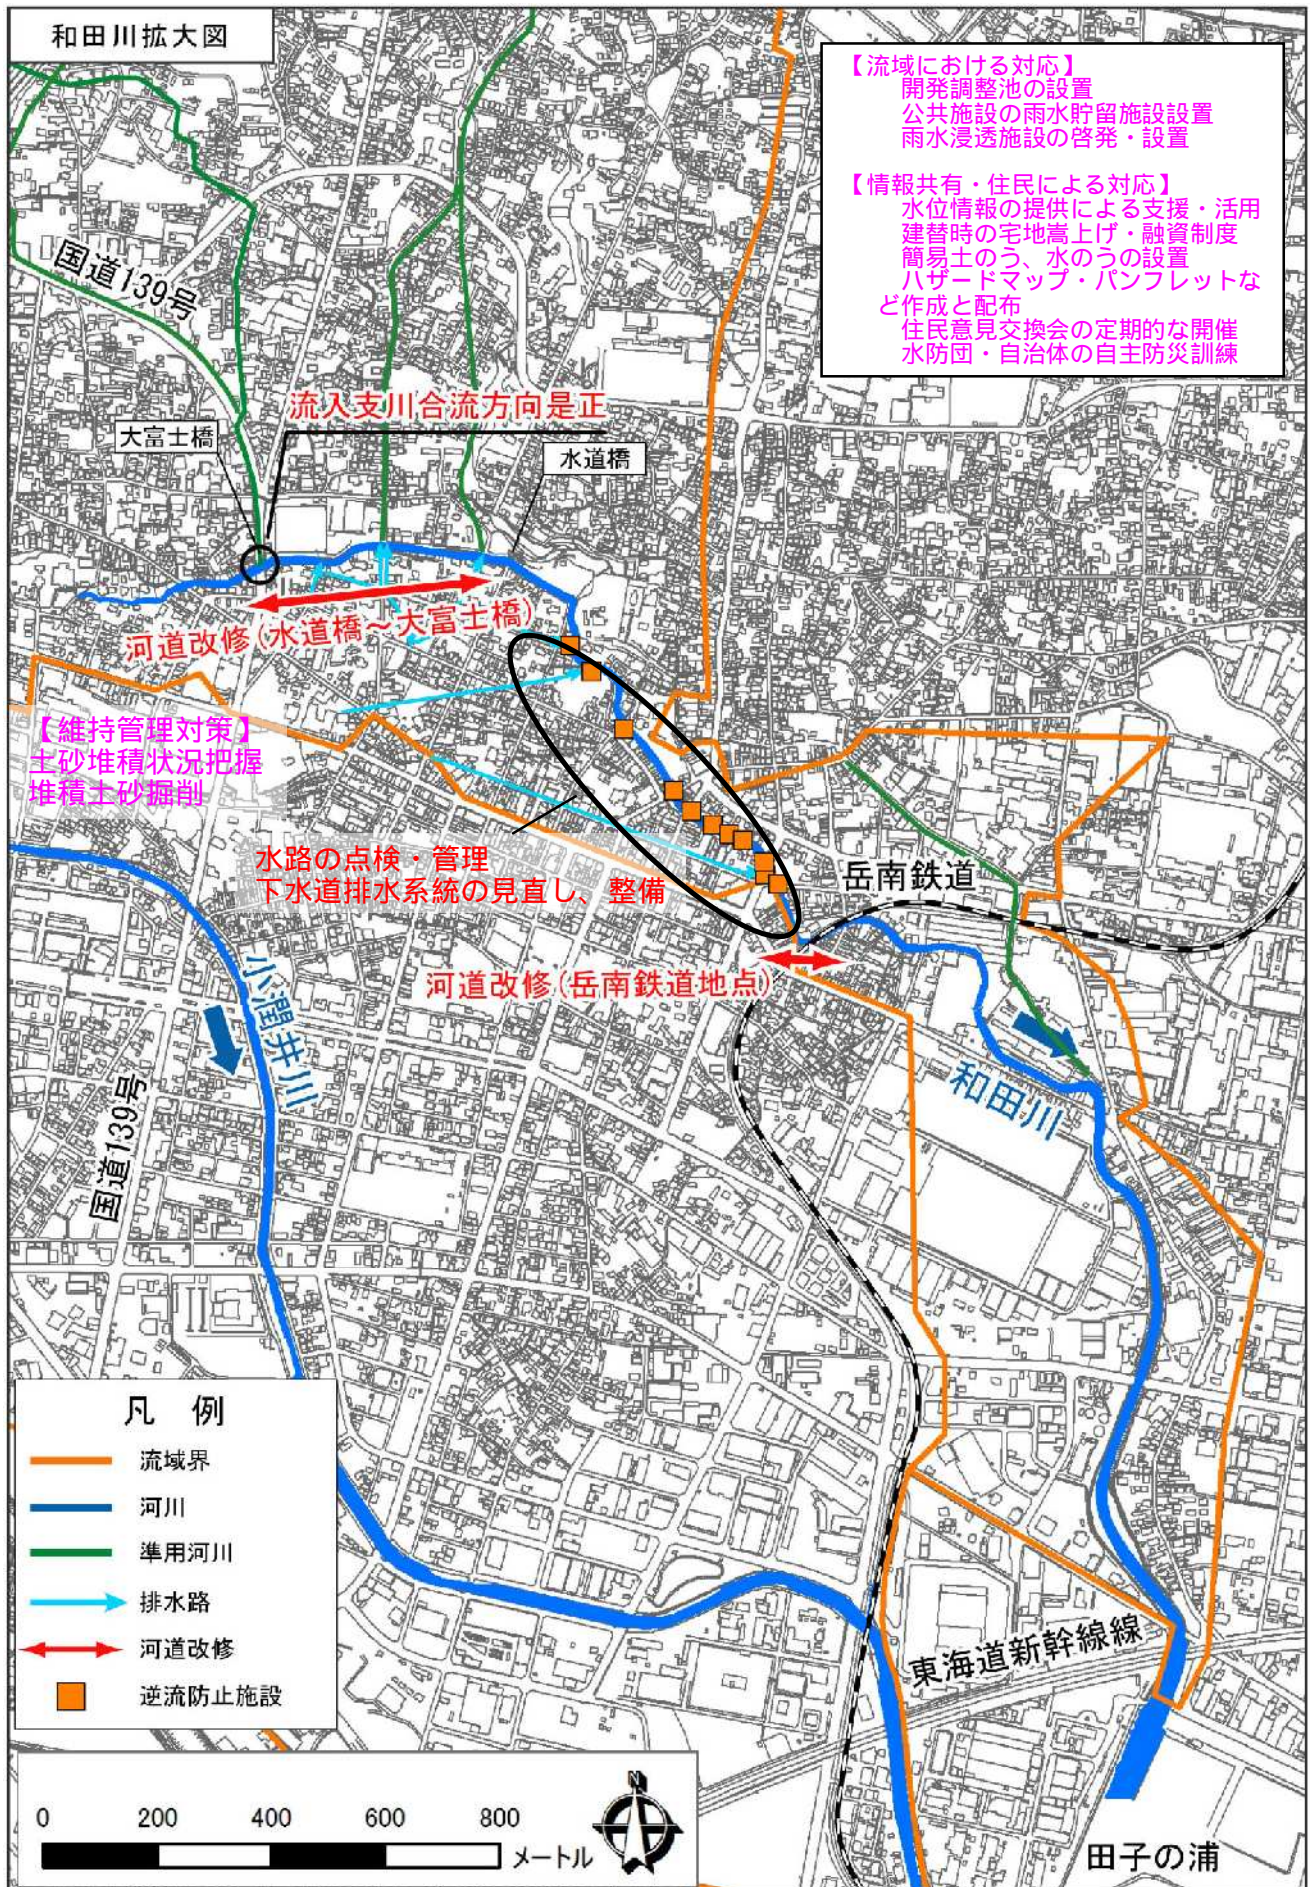 和田川拡大図
【流域における対応】
開発調整池の設置
公共施設の雨水貯留施設設置
雨水浸透施設の啓発・設置
【情報共有・住民による対応】
水位情報の提供による支援・活用
建替時の宅地嵩上げ・融資制度
簡易土のう、水のうの設置
ハザードマップ・パンフレットな
ど作成と配布
住民意見交換会の定期的な開催
水防団・自治体の自主防災訓練
国道139号
流入支川合流方向是正
大富士橋
水道橋
河道改修(水道橋～大富士橋)
【維持管理対策】
土砂堆積状況把握
堆積土砂掘削
水路の点検・管理
下水道排水系統の見直し、整備
岳南鉄道
河道改修(岳南鉄道地点)
小潤井川
和田川
国道139号
凡 例
流域界
河川
準用河川
排水路
河道改修
逆流防止施設
東海道新幹線線
田子の浦
N
0 200 400 600 800
メートル